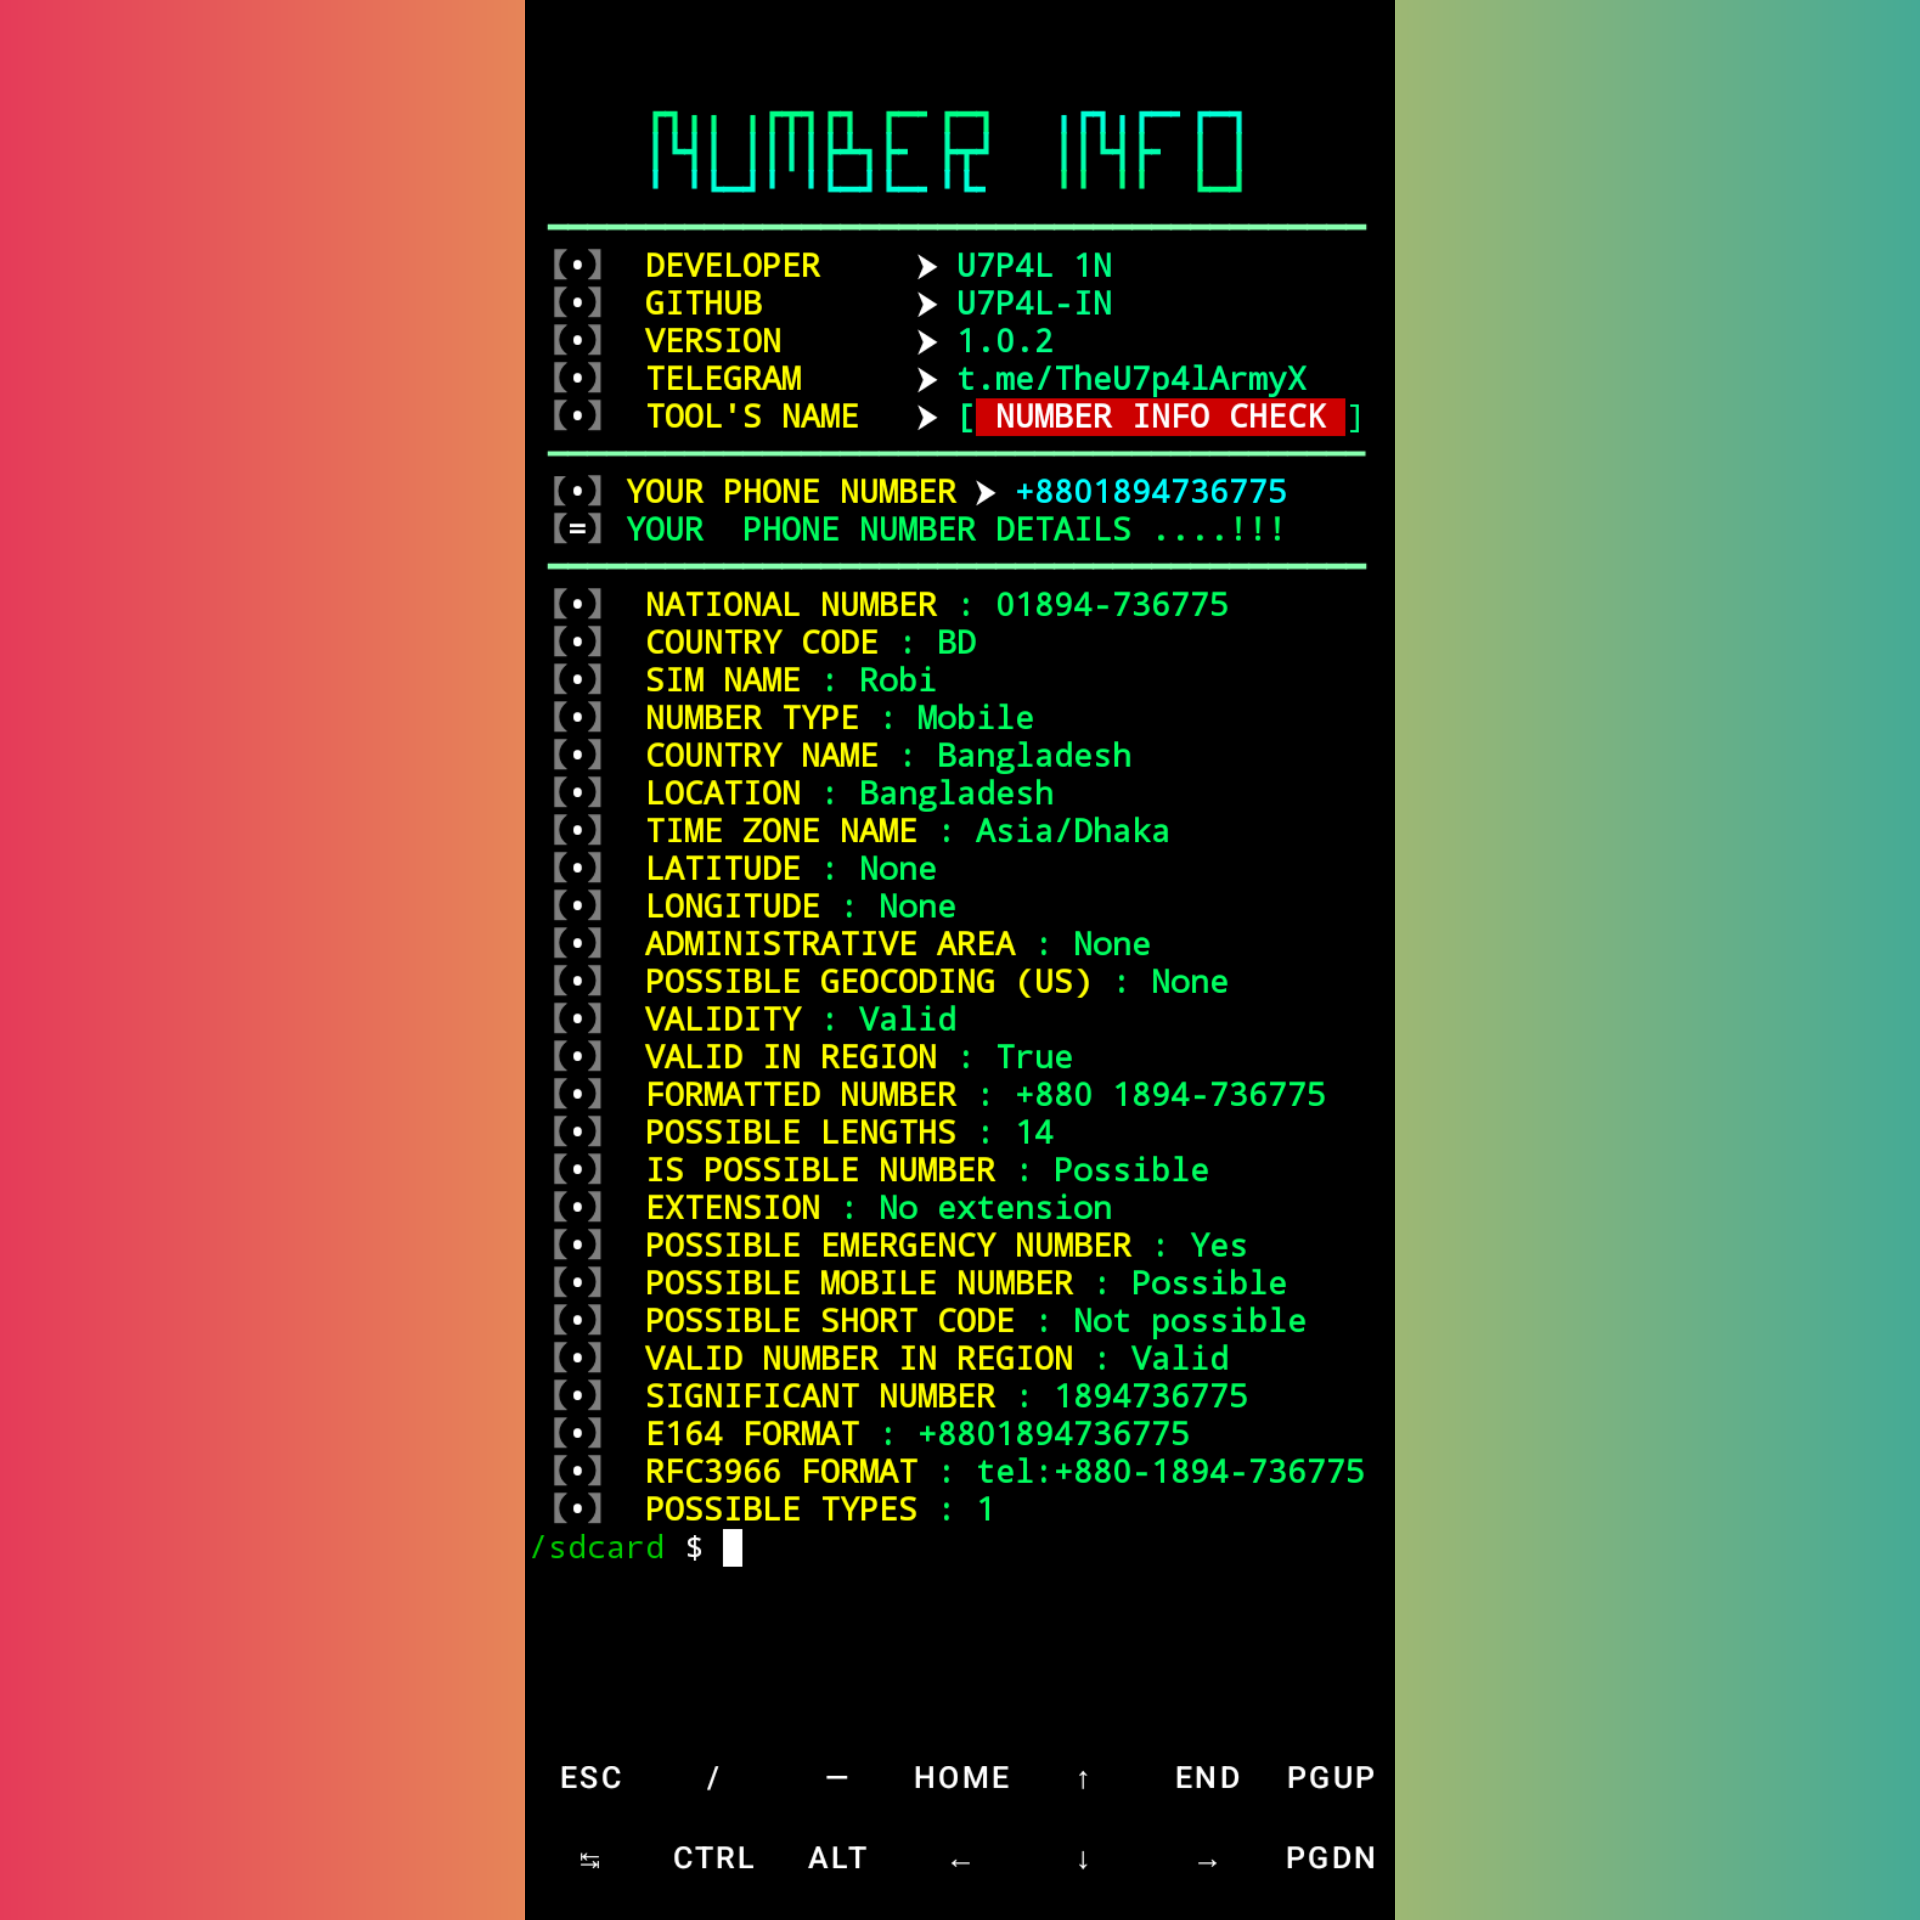 NUMBER INFO
DEVELOPER ➤ U7P4L 1N
GITHUB ➤ U7P4L-IN
VERSION ➤ 1.0.2
TELEGRAM ➤ t.me/TheU7p4lArmyX
TOOL'S NAME ➤ [ NUMBER INFO CHECK ]
YOUR PHONE NUMBER ➤ +8801894736775
(=) YOUR  PHONE NUMBER DETAILS ....!!!
NATIONAL NUMBER : 01894-736775
COUNTRY CODE : BD
SIM NAME : Robi
NUMBER TYPE : Mobile
COUNTRY NAME : Bangladesh
LOCATION : Bangladesh
TIME ZONE NAME : Asia/Dhaka
LATITUDE : None
LONGITUDE : None
ADMINISTRATIVE AREA : None
POSSIBLE GEOCODING (US) : None
VALIDITY : Valid
VALID IN REGION : True
FORMATTED NUMBER : +880 1894-736775
POSSIBLE LENGTHS : 14
IS POSSIBLE NUMBER : Possible
EXTENSION : No extension
POSSIBLE EMERGENCY NUMBER : Yes
POSSIBLE MOBILE NUMBER : Possible
POSSIBLE SHORT CODE : Not possible
VALID NUMBER IN REGION : Valid
SIGNIFICANT NUMBER : 1894736775
E164 FORMAT : +8801894736775
RFC3966 FORMAT : tel:+880-1894-736775
POSSIBLE TYPES : 1
/sdcard $
ESC / — HOME ↑ END PGUP
↹ CTRL ALT ← ↓ → PGDN